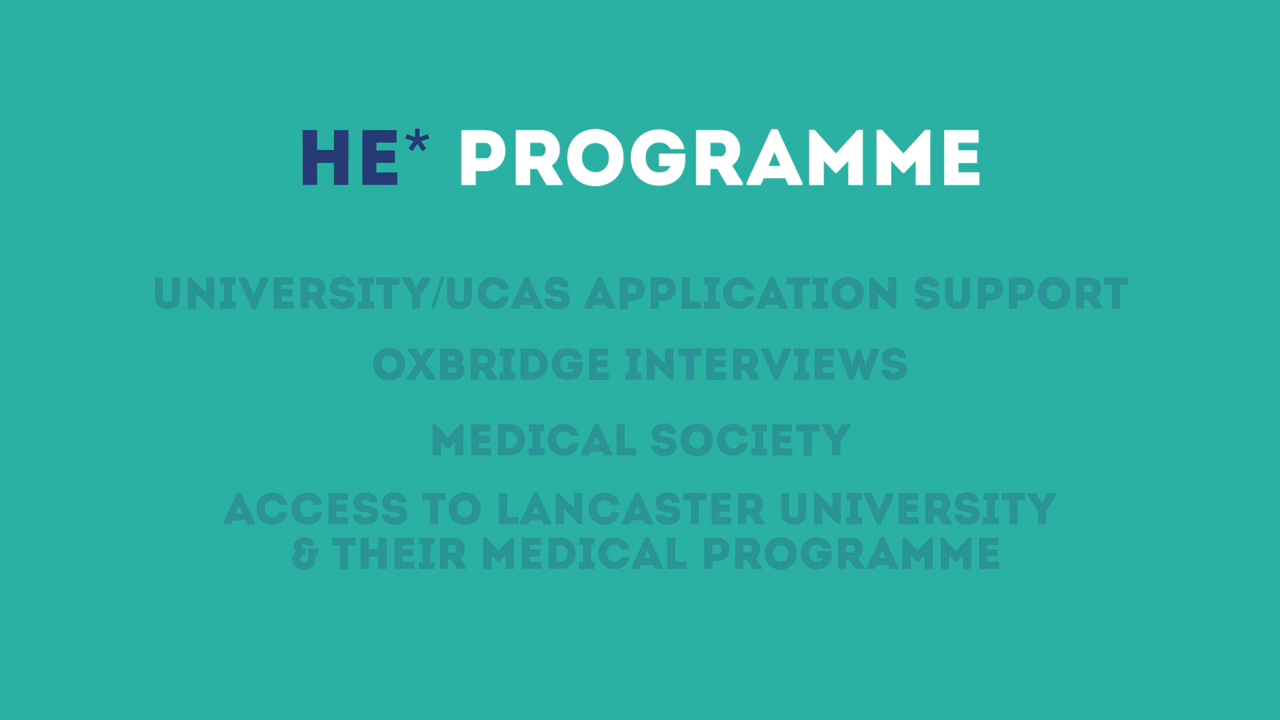 HE* PROGRAMME
UNIVERSITY/UCAS APPLICATION SUPPORT
OXBRIDGE INTERVIEWS
MEDICAL SOCIETY
ACCESS TO LANCASTER UNIVERSITY
& THEIR MEDICAL PROGRAMME